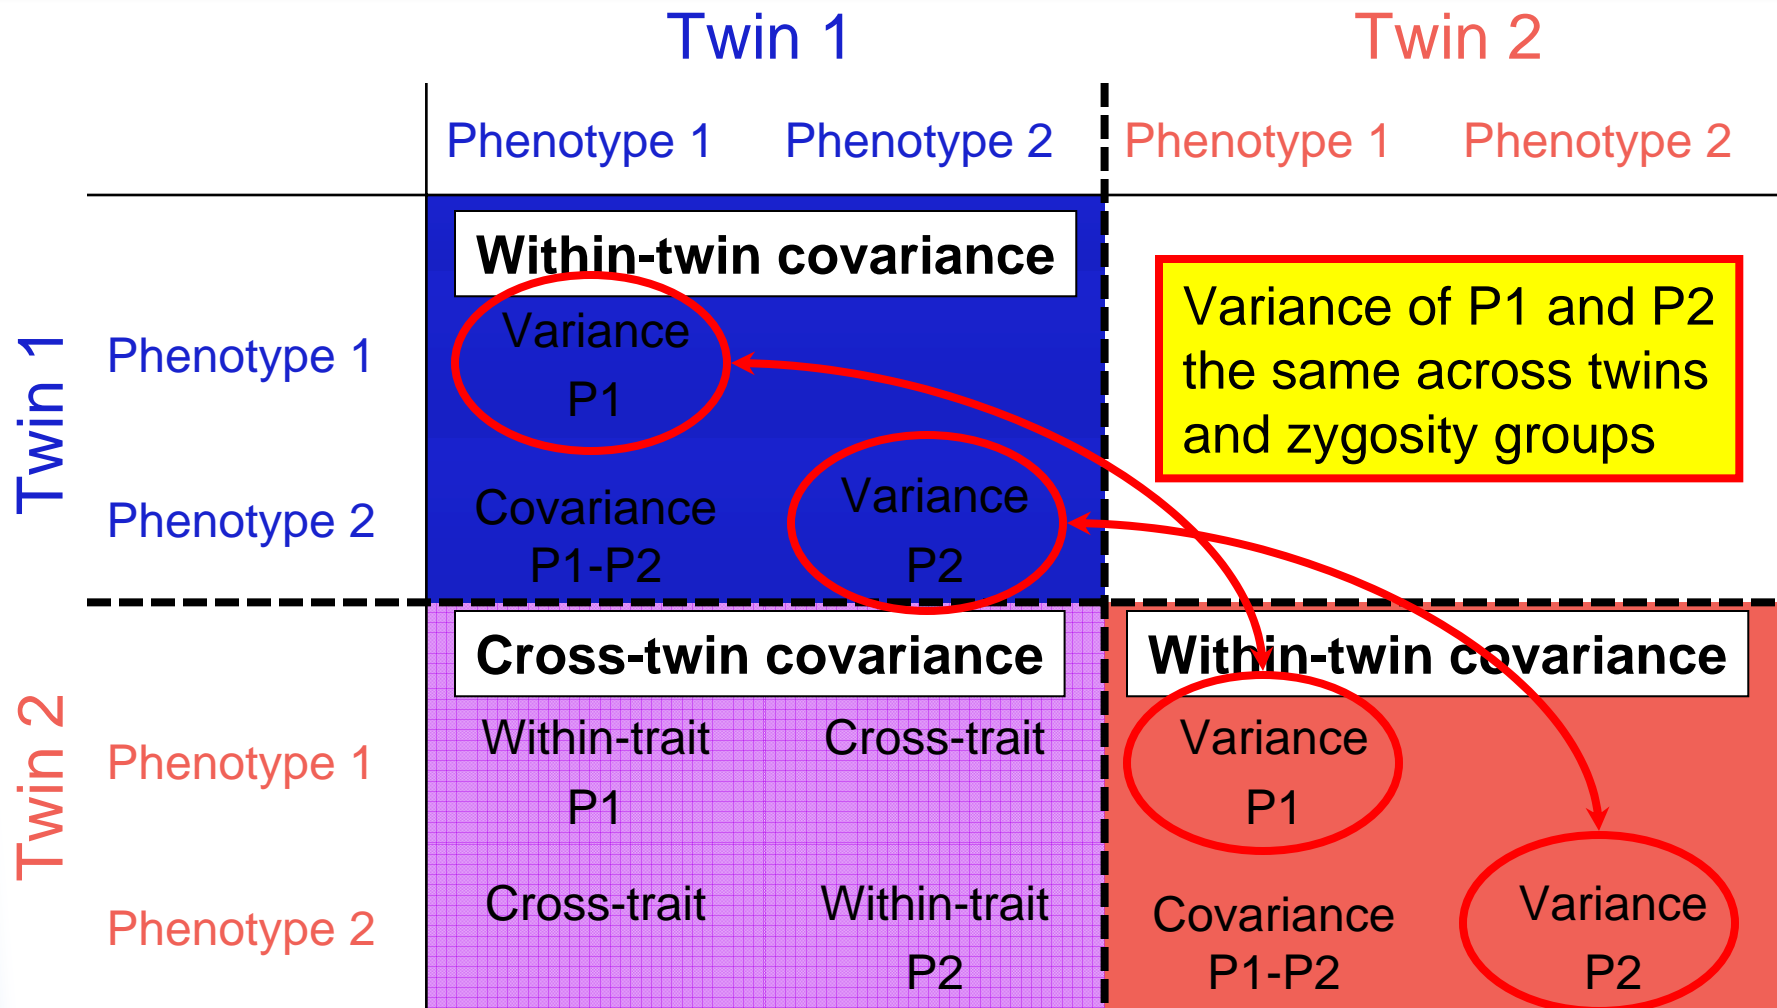 Twin 1
Twin 2
Phenotype 1
Phenotype 2
Phenotype 1
Phenotype 2
Twin 1
Phenotype 1
Phenotype 2
Within-twin covariance
Variance
P1
Covariance
P1-P2
Variance
P2
Variance of P1 and P2
the same across twins
and zygosity groups
Twin 2
Phenotype 1
Phenotype 2
Cross-twin covariance
Within-trait
P1
Cross-trait
Cross-trait
Within-trait
P2
Within-twin covariance
Variance
P1
Covariance
P1-P2
Variance
P2